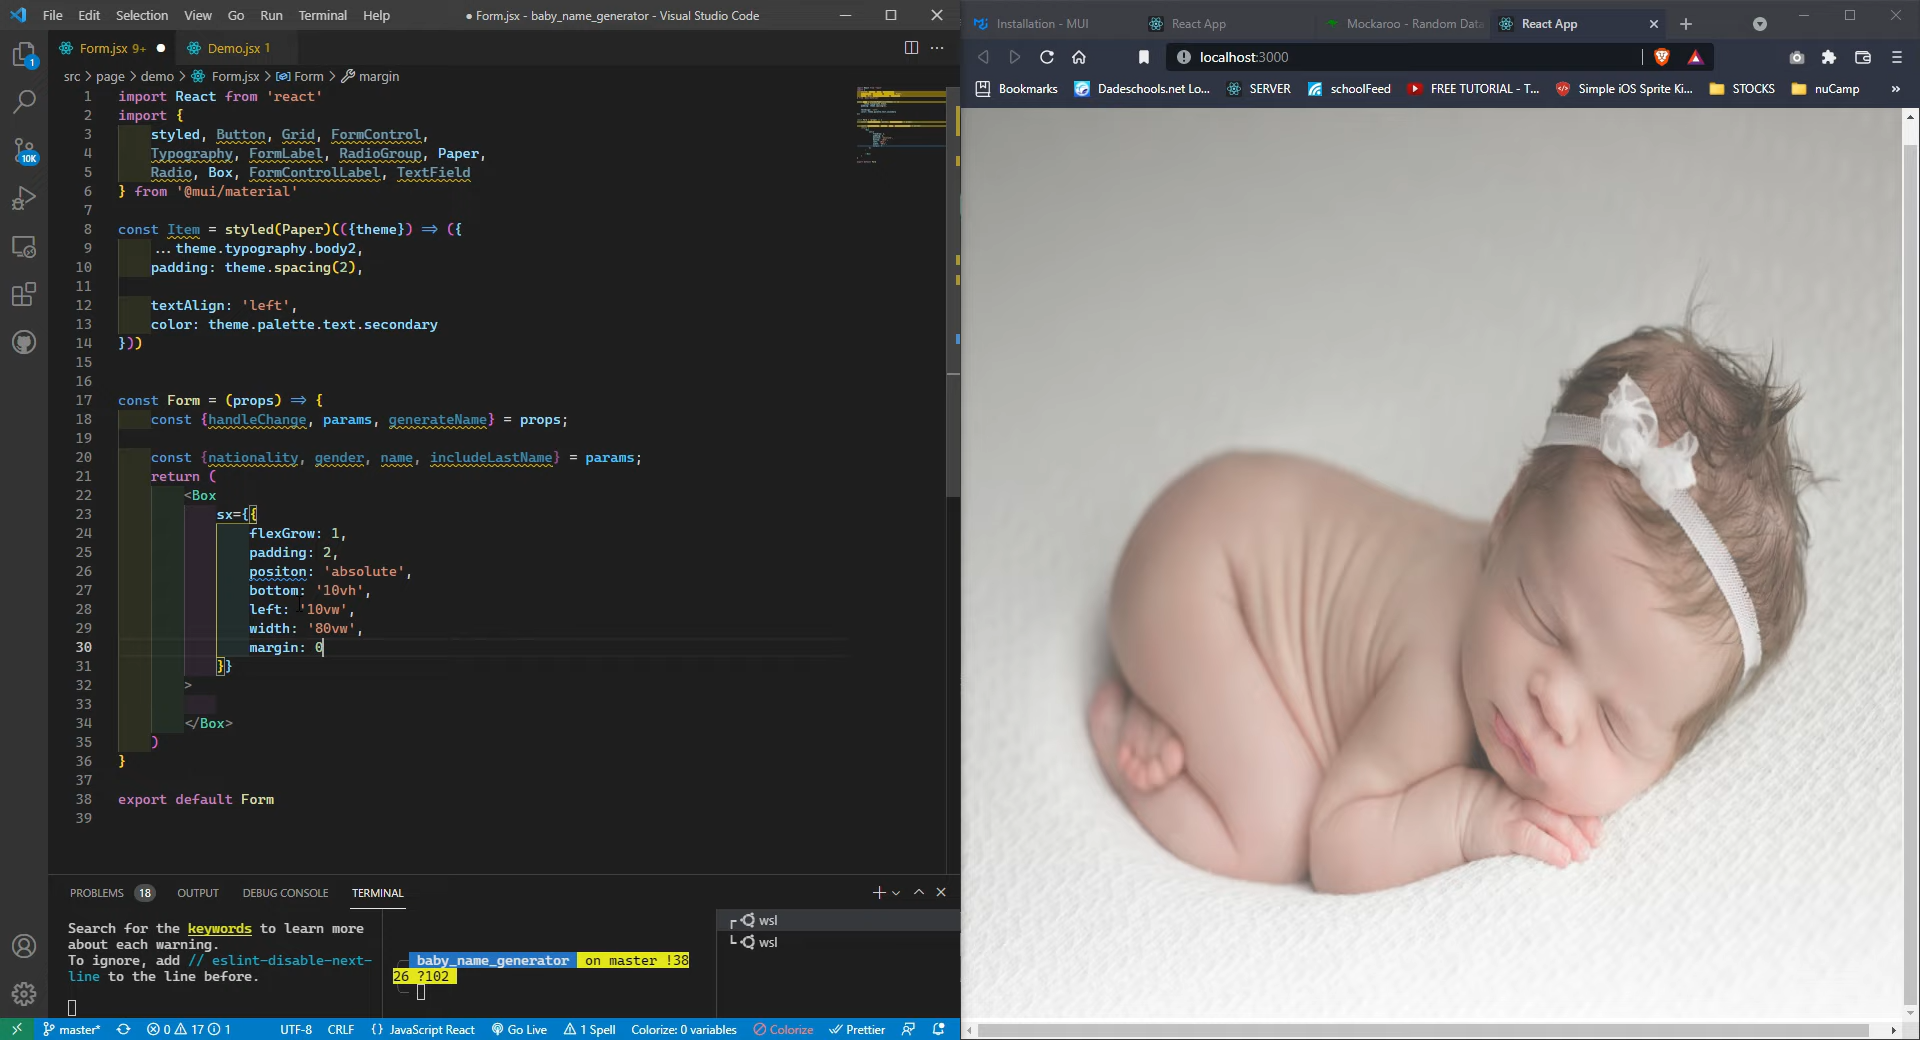 File Edit Selection View Go Run Terminal Help ● Form.jsx - baby_name_generator - Visual Studio Code
Form.jsx 9+ ● Demo.jsx 1
src > page > demo > Form.jsx > Form > margin
1 import React from 'react'
2 import {
3 styled, Button, Grid, FormControl,
4 Typography, FormLabel, RadioGroup, Paper,
5 Radio, Box, FormControlLabel, TextField
6 } from '@mui/material'
7
8 const Item = styled(Paper)(({theme}) => ({
9 ...theme.typography.body2,
10 padding: theme.spacing(2),
11
12 textAlign: 'left',
13 color: theme.palette.text.secondary
14 }))
15
16
17 const Form = (props) => {
18 const {handleChange, params, generateName} = props;
19
20 const {nationality, gender, name, includeLastName} = params;
21 return (
22 <Box
23 sx={{
24 flexGrow: 1,
25 padding: 2,
26 positon: 'absolute',
27 bottom: '10vh',
28 left: '10vw',
29 width: '80vw',
30 margin: 0
31 }}
32 >
33
34 </Box>
35 )
36 }
37
38 export default Form
39
1
10K
PROBLEMS 18 OUTPUT DEBUG CONSOLE TERMINAL
Search for the keywords to learn more
about each warning.
To ignore, add // eslint-disable-next-
line to the line before.
baby_name_generator on master !38
26 ?102
wsl
wsl
master* 0 17 1 UTF-8 CRLF {} JavaScript React Go Live 1 Spell Colorize: 0 variables Colorize Prettier
Installation - MUI React App Mockaroo - Random Data React App
localhost:3000
Bookmarks Dadeschools.net Lo... SERVER schoolFeed FREE TUTORIAL - T... Simple iOS Sprite Ki... STOCKS nuCamp »